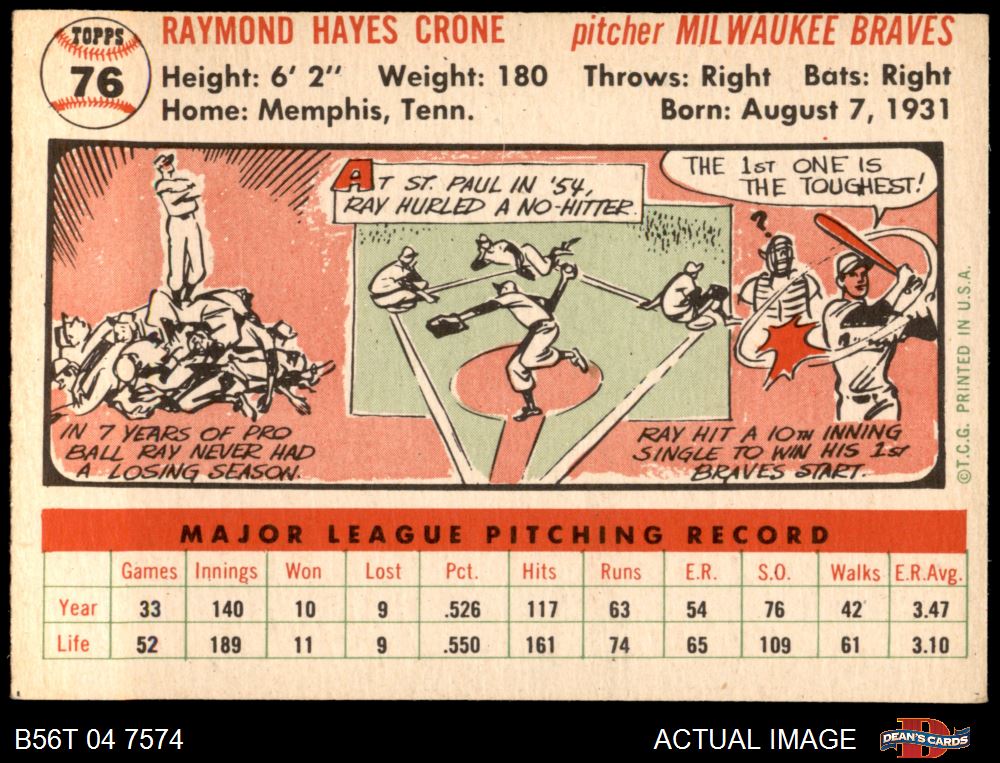 TOPPS
76
RAYMOND HAYES CRONE
pitcher MILWAUKEE BRAVES
Height: 6' 2" Weight: 180 Throws: Right Bats: Right
Home: Memphis, Tenn. Born: August 7, 1931
IN 7 YEARS OF PRO
BALL RAY NEVER HAD
A LOSING SEASON.
AT ST. PAUL IN '54,
RAY HURLED A NO-HITTER.
THE 1ST ONE IS
THE TOUGHEST!
?
RAY HIT A 10TH INNING
SINGLE TO WIN HIS 1ST
BRAVES START.
©T.C.G. PRINTED IN U.S.A.
MAJOR LEAGUE PITCHING RECORD
Games Innings Won Lost Pct. Hits Runs E.R. S.O. Walks E.R.Avg.
Year 33 140 10 9 .526 117 63 54 76 42 3.47
Life 52 189 11 9 .550 161 74 65 109 61 3.10
B56T 04 7574
ACTUAL IMAGE
D
DEAN'S CARDS